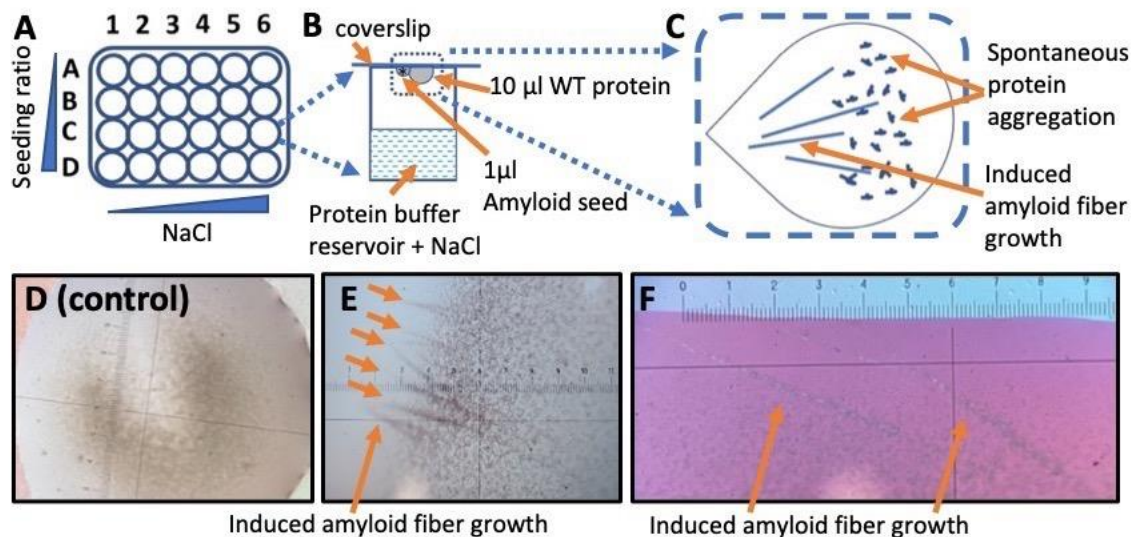 A
1 2 3 4 5 6
Seeding ratio
A
B
C
D
NaCl
B
coverslip
10 µl WT protein
1µl
Amyloid seed
Protein buffer
reservoir + NaCl
C
Spontaneous
protein
aggregation
Induced
amyloid fiber
growth
D (control)
E
F
0 1 2 3 4 5 6 7 8 9
Induced amyloid fiber growth
Induced amyloid fiber growth